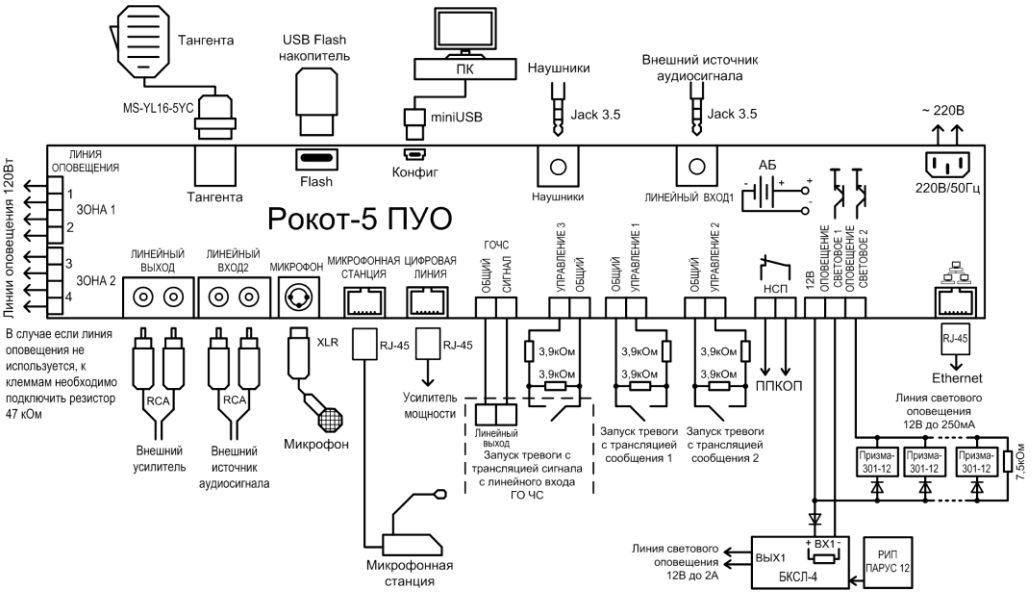 Тангента
MS-YL16-5YC
USB Flash
накопитель
ПК
miniUSB
Наушники
Jack 3.5
Внешний источник
аудиосигнала
Jack 3.5
~ 220В
Линии оповещения 120Вт
ЛИНИЯ
ОПОВЕЩЕНИЯ
1
ЗОНА 1
2
3
ЗОНА 2
4
Тангента
Flash
Конфиг
Наушники
ЛИНЕЙНЫЙ ВХОД1
АБ
- +
+
-
220В/50Гц
Рокот-5 ПУО
ЛИНЕЙНЫЙ
ВЫХОД
ЛИНЕЙНЫЙ
ВХОД2
МИКРОФОН
МИКРОФОННАЯ
СТАНЦИЯ
ЦИФРОВАЯ
ЛИНИЯ
ГОЧС
ОБЩИЙ
СИГНАЛ
УПРАВЛЕНИЕ 3
ОБЩИЙ
ОБЩИЙ
УПРАВЛЕНИЕ 1
ОБЩИЙ
УПРАВЛЕНИЕ 2
НСП
12В
ОПОВЕЩЕНИЕ
СВЕТОВОЕ 1
ОПОВЕЩЕНИЕ
СВЕТОВОЕ 2
В случае если линия
оповещения не
используется, к
клеммам необходимо
подключить резистор
47 кОм
RCA
Внешний
усилитель
RCA
Внешний
источник
аудиосигнала
XLR
Микрофон
RJ-45
RJ-45
Усилитель
мощности
3,9кОм
3,9кОм
Линейный
выход
Запуск тревоги с
трансляцией сигнала
с линейного входа
ГО ЧС
3,9кОм
3,9кОм
Запуск тревоги
с трансляцией
сообщения 1
3,9кОм
3,9кОм
Запуск тревоги
с трансляцией
сообщения 2
ППКОП
RJ-45
Ethernet
Линия светового
оповещения
12В до 250мА
Призма-
301-12
Призма-
301-12
Призма-
301-12
7,5кОм
Микрофонная
станция
Линия светового
оповещения
12В до 2А
ВЫХ1
+ ВХ1 -
БКСЛ-4
РИП
ПАРУС 12